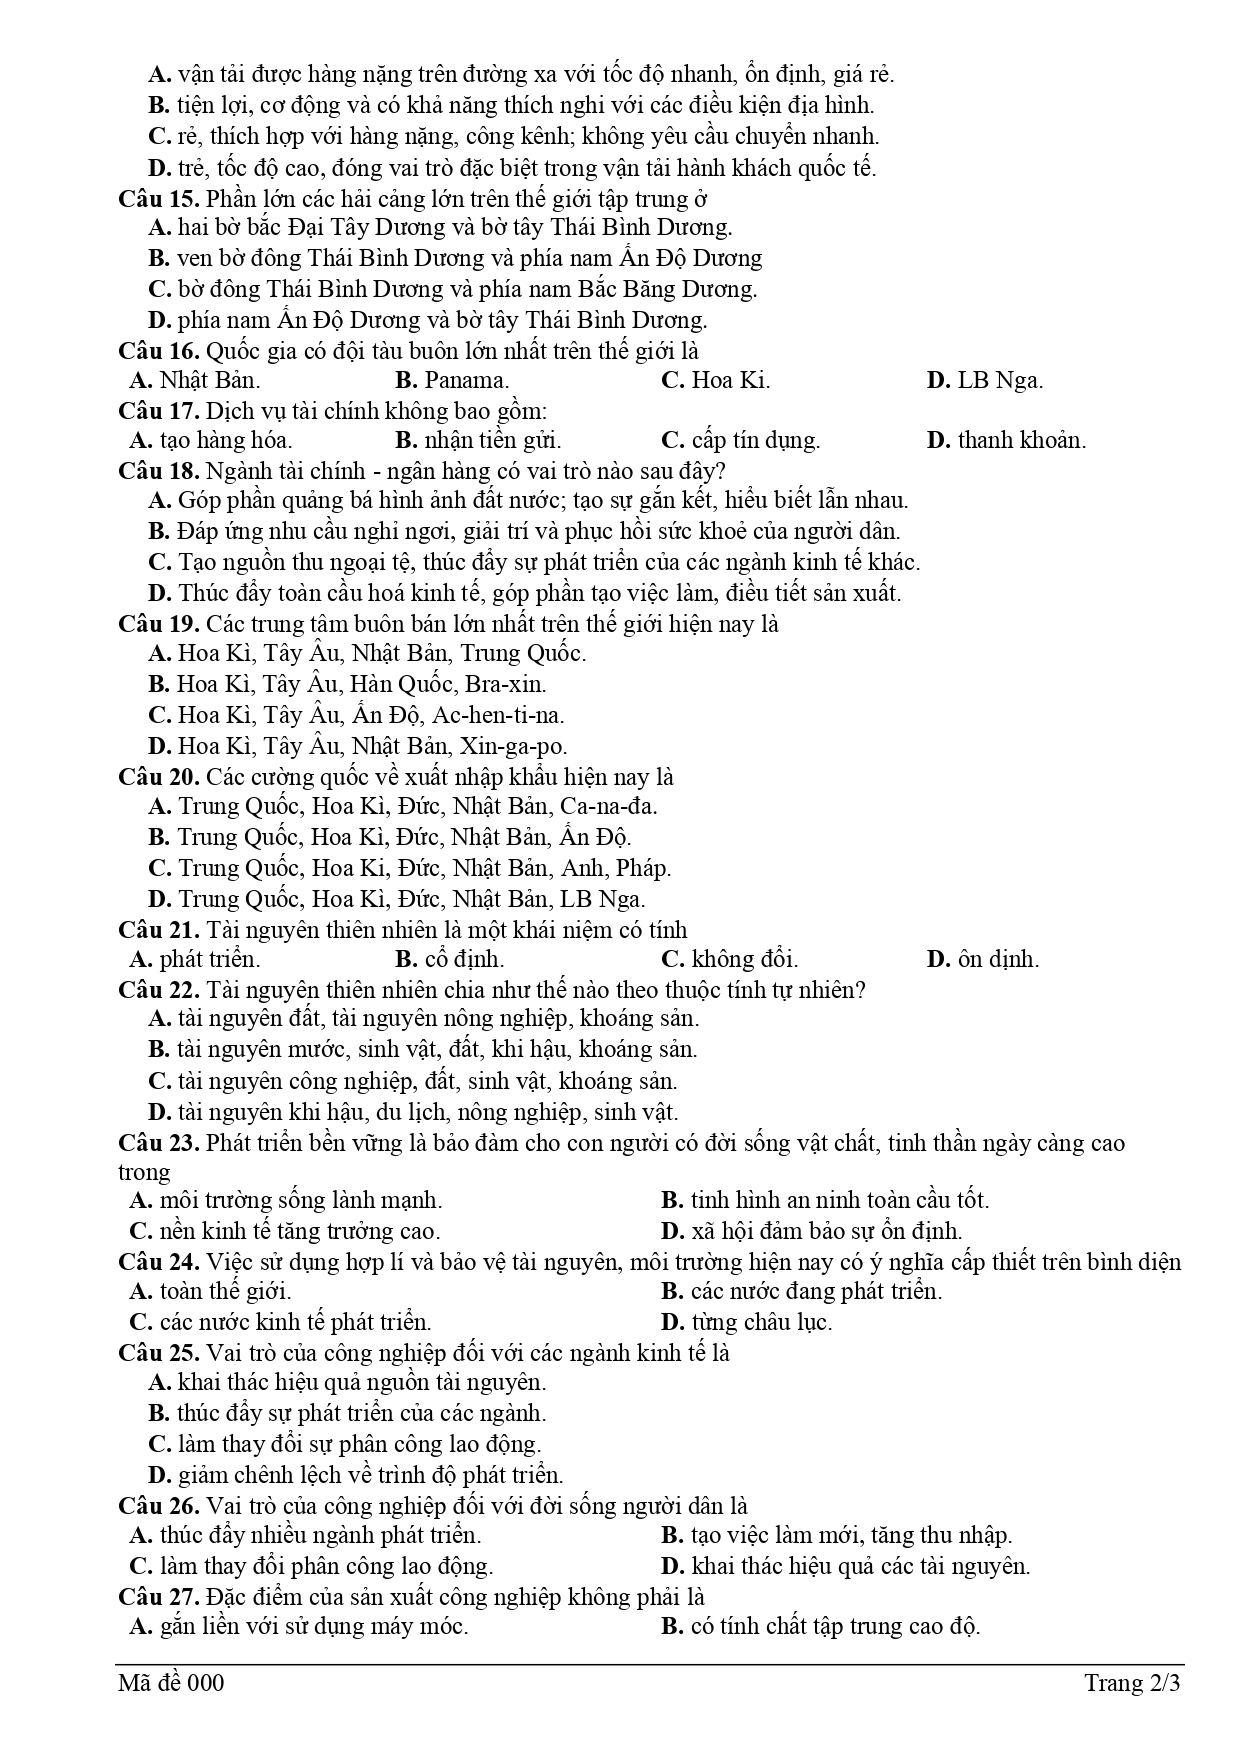 A. vận tải được hàng nặng trên đường xa với tốc độ nhanh, ổn định, giá rẻ.
B. tiện lợi, cơ động và có khả năng thích nghi với các điều kiện địa hình.
C. rẻ, thích hợp với hàng nặng, công kênh; không yêu cầu chuyển nhanh.
D. trẻ, tốc độ cao, đóng vai trò đặc biệt trong vận tải hành khách quốc tế.
Câu 15. Phần lớn các hải cảng lớn trên thế giới tập trung ở
A. hai bờ bắc Đại Tây Dương và bờ tây Thái Bình Dương.
B. ven bờ đông Thái Bình Dương và phía nam Ấn Độ Dương
C. bờ đông Thái Bình Dương và phía nam Bắc Băng Dương.
D. phía nam Ấn Độ Dương và bờ tây Thái Bình Dương.
Câu 16. Quốc gia có đội tàu buôn lớn nhất trên thế giới là
A. Nhật Bản. B. Panama. C. Hoa Ki. D. LB Nga.
Câu 17. Dịch vụ tài chính không bao gồm:
A. tạo hàng hóa. B. nhận tiền gửi. C. cấp tín dụng. D. thanh khoản.
Câu 18. Ngành tài chính - ngân hàng có vai trò nào sau đây?
A. Góp phần quảng bá hình ảnh đất nước; tạo sự gắn kết, hiểu biết lẫn nhau.
B. Đáp ứng nhu cầu nghỉ ngơi, giải trí và phục hồi sức khoẻ của người dân.
C. Tạo nguồn thu ngoại tệ, thúc đẩy sự phát triển của các ngành kinh tế khác.
D. Thúc đẩy toàn cầu hoá kinh tế, góp phần tạo việc làm, điều tiết sản xuất.
Câu 19. Các trung tâm buôn bán lớn nhất trên thế giới hiện nay là
A. Hoa Kì, Tây Âu, Nhật Bản, Trung Quốc.
B. Hoa Kì, Tây Âu, Hàn Quốc, Bra-xin.
C. Hoa Kì, Tây Âu, Ấn Độ, Ac-hen-ti-na.
D. Hoa Kì, Tây Âu, Nhật Bản, Xin-ga-po.
Câu 20. Các cường quốc về xuất nhập khẩu hiện nay là
A. Trung Quốc, Hoa Kì, Đức, Nhật Bản, Ca-na-đa.
B. Trung Quốc, Hoa Kì, Đức, Nhật Bản, Ấn Độ.
C. Trung Quốc, Hoa Ki, Đức, Nhật Bản, Anh, Pháp.
D. Trung Quốc, Hoa Kì, Đức, Nhật Bản, LB Nga.
Câu 21. Tài nguyên thiên nhiên là một khái niệm có tính
A. phát triển. B. cổ định. C. không đổi. D. ôn dịnh.
Câu 22. Tài nguyên thiên nhiên chia như thế nào theo thuộc tính tự nhiên?
A. tài nguyên đất, tài nguyên nông nghiệp, khoáng sản.
B. tài nguyên mước, sinh vật, đất, khi hậu, khoáng sản.
C. tài nguyên công nghiệp, đất, sinh vật, khoáng sản.
D. tài nguyên khi hậu, du lịch, nông nghiệp, sinh vật.
Câu 23. Phát triển bền vững là bảo đàm cho con người có đời sống vật chất, tinh thần ngày càng cao
trong
A. môi trường sống lành mạnh. B. tinh hình an ninh toàn cầu tốt.
C. nền kinh tế tăng trưởng cao. D. xã hội đảm bảo sự ổn định.
Câu 24. Việc sử dụng hợp lí và bảo vệ tài nguyên, môi trường hiện nay có ý nghĩa cấp thiết trên bình diện
A. toàn thế giới. B. các nước đang phát triển.
C. các nước kinh tế phát triển. D. từng châu lục.
Câu 25. Vai trò của công nghiệp đối với các ngành kinh tế là
A. khai thác hiệu quả nguồn tài nguyên.
B. thúc đẩy sự phát triển của các ngành.
C. làm thay đổi sự phân công lao động.
D. giảm chênh lệch về trình độ phát triển.
Câu 26. Vai trò của công nghiệp đối với đời sống người dân là
A. thúc đẩy nhiều ngành phát triển. B. tạo việc làm mới, tăng thu nhập.
C. làm thay đổi phân công lao động. D. khai thác hiệu quả các tài nguyên.
Câu 27. Đặc điểm của sản xuất công nghiệp không phải là
A. gắn liền với sử dụng máy móc. B. có tính chất tập trung cao độ.
Mã đề 000 Trang 2/3